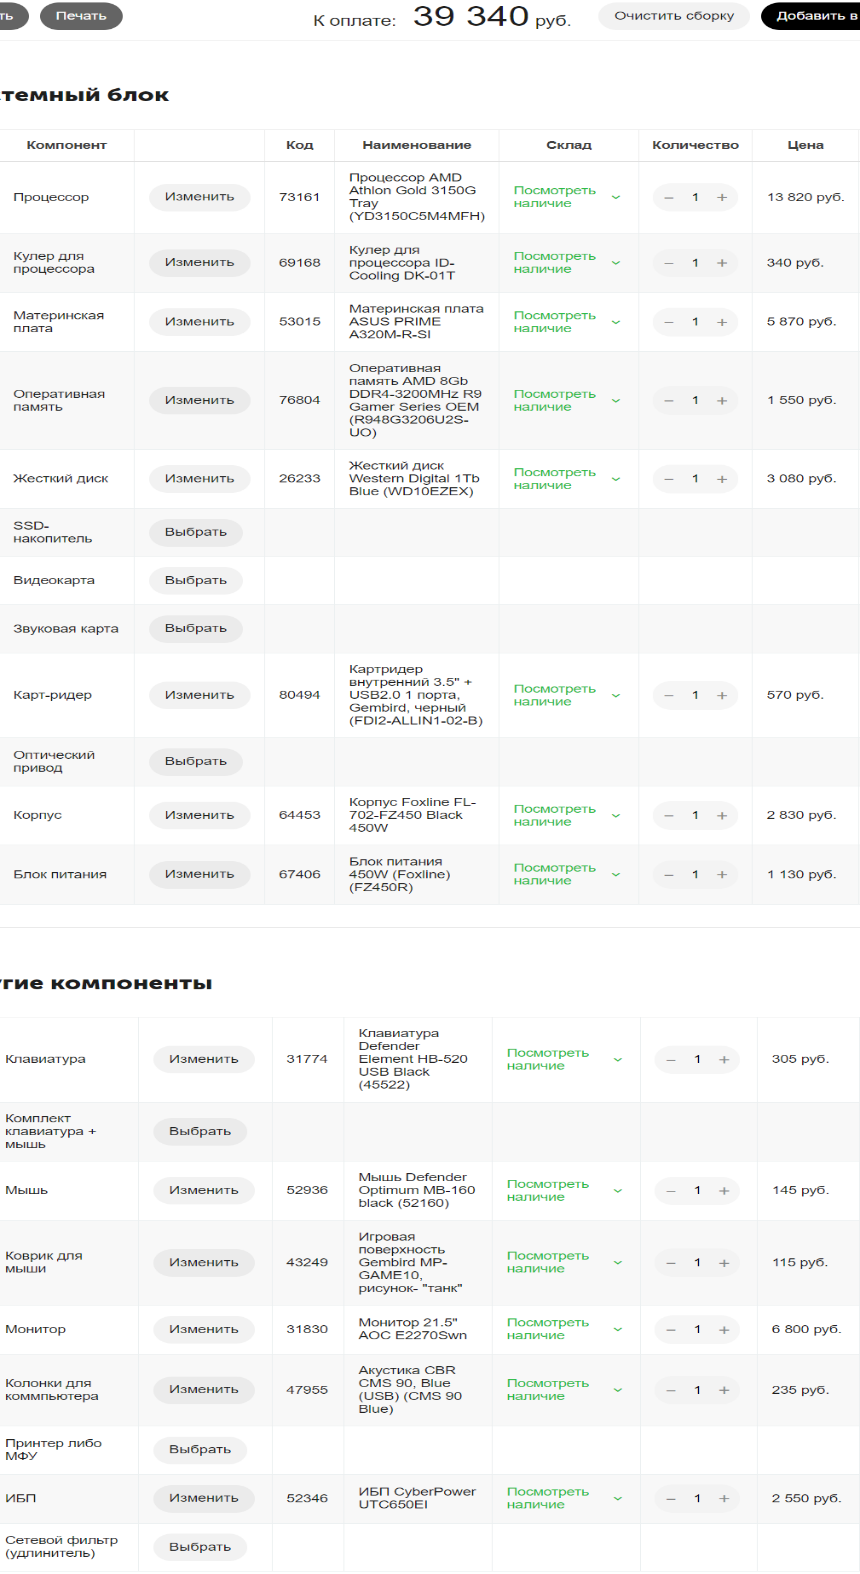 ть
Печать
К оплате: 39 340 руб.
Очистить сборку
Добавить в
темный блок
Компонент
Код
Наименование
Склад
Количество
Цена
Процессор
Изменить
73161
Процессор AMD
Athlon Gold 3150G
Tray
(YD3150C5M4MFH)
Посмотреть
наличие
− 1 +
13 820 руб.
Кулер для
процессора
Изменить
69168
Кулер для
процессора ID-
Cooling DK-01T
Посмотреть
наличие
− 1 +
340 руб.
Материнская
плата
Изменить
53015
Материнская плата
ASUS PRIME
A320M-R-SI
Посмотреть
наличие
− 1 +
5 870 руб.
Оперативная
память
Изменить
76804
Оперативная
память AMD 8Gb
DDR4-3200MHz R9
Gamer Series OEM
(R948G3206U2S-
UO)
Посмотреть
наличие
− 1 +
1 550 руб.
Жесткий диск
Изменить
26233
Жесткий диск
Western Digital 1Tb
Blue (WD10EZEX)
Посмотреть
наличие
− 1 +
3 080 руб.
SSD-
накопитель
Выбрать
Видеокарта
Выбрать
Звуковая карта
Выбрать
Карт-ридер
Изменить
80494
Картридер
внутренний 3.5" +
USB2.0 1 порта,
Gembird, черный
(FDI2-ALLIN1-02-B)
Посмотреть
наличие
− 1 +
570 руб.
Оптический
привод
Выбрать
Корпус
Изменить
64453
Корпус Foxline FL-
702-FZ450 Black
450W
Посмотреть
наличие
− 1 +
2 830 руб.
Блок питания
Изменить
67406
Блок питания
450W (Foxline)
(FZ450R)
Посмотреть
наличие
− 1 +
1 130 руб.
гие компоненты
Клавиатура
Изменить
31774
Клавиатура
Defender
Element HB-520
USB Black
(45522)
Посмотреть
наличие
− 1 +
305 руб.
Комплект
клавиатура +
мышь
Выбрать
Мышь
Изменить
52936
Мышь Defender
Optimum MB-160
black (52160)
Посмотреть
наличие
− 1 +
145 руб.
Коврик для
мыши
Изменить
43249
Игровая
поверхность
Gembird MP-
GAME10,
рисунок- "танк"
Посмотреть
наличие
− 1 +
115 руб.
Монитор
Изменить
31830
Монитор 21.5"
AOC E2270Swn
Посмотреть
наличие
− 1 +
6 800 руб.
Колонки для
коммпьютера
Изменить
47955
Акустика CBR
CMS 90, Blue
(USB) (CMS 90
Blue)
Посмотреть
наличие
− 1 +
235 руб.
Принтер либо
МФУ
Выбрать
ИБП
Изменить
52346
ИБП CyberPower
UTC650EI
Посмотреть
наличие
− 1 +
2 550 руб.
Сетевой фильтр
(удлинитель)
Выбрать